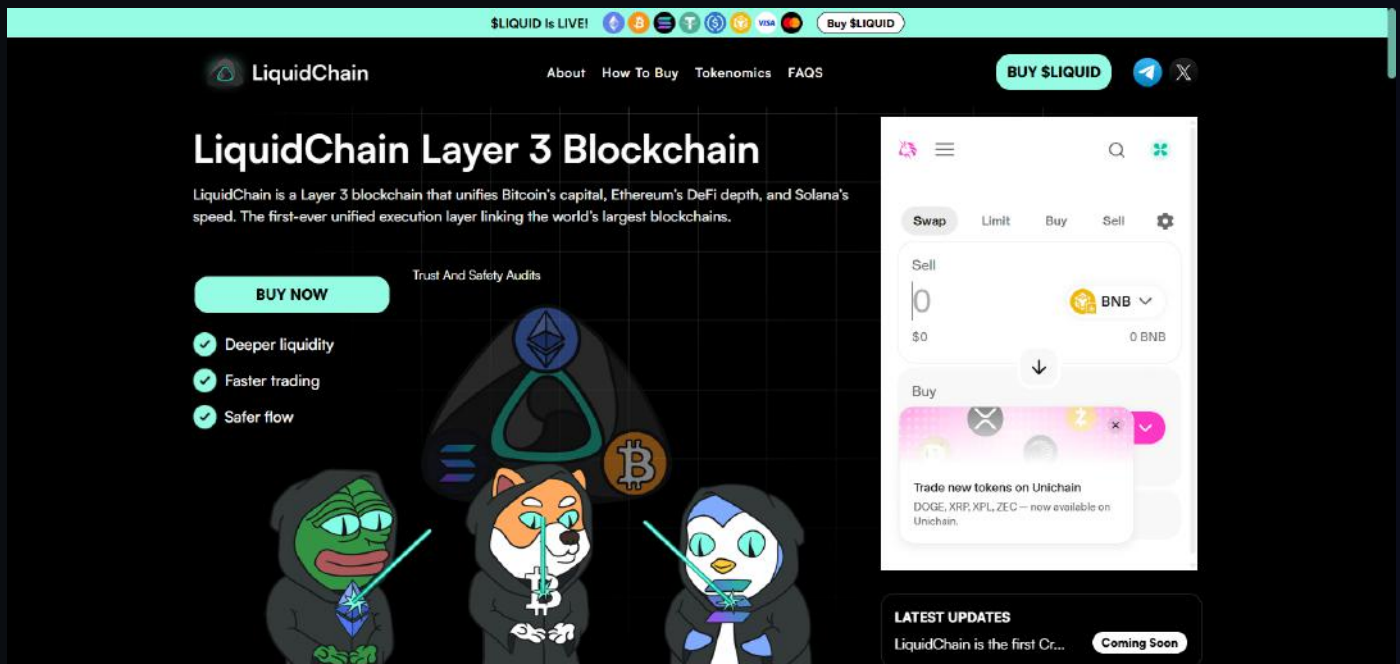 $LIQUID Is LIVE!
VISA
Buy $LIQUID
LiquidChain
About
How To Buy
Tokenomics
FAQS
BUY $LIQUID
LiquidChain Layer 3 Blockchain
LiquidChain is a Layer 3 blockchain that unifies Bitcoin's capital, Ethereum's DeFi depth, and Solana's
speed. The first-ever unified execution layer linking the world's largest blockchains.
BUY NOW
Trust And Safety Audits
Deeper liquidity
Faster trading
Safer flow
Swap
Limit
Buy
Sell
Sell
0
BNB
$0
0 BNB
Buy
Trade new tokens on Unichain
DOGE, XRP, XPL, ZEC — now available on
Unichain.
LATEST UPDATES
LiquidChain is the first Cr...
Coming Soon